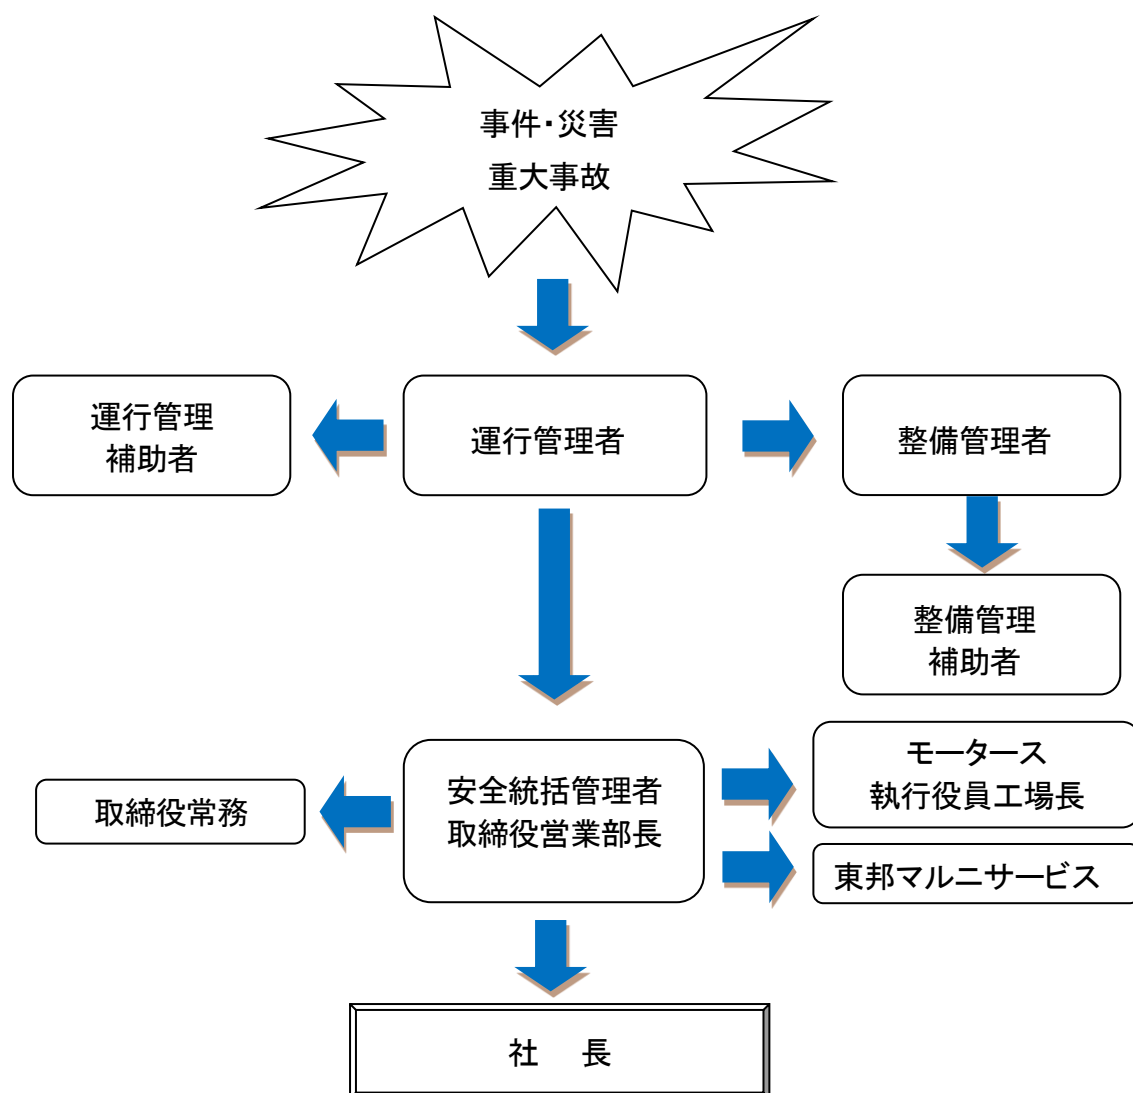 事件・災害
重大事故
運行管理
補助者
運行管理者
整備管理者
整備管理
補助者
取締役常務
安全統括管理者
取締役営業部長
モータース
執行役員工場長
東邦マルニサービス
社　長